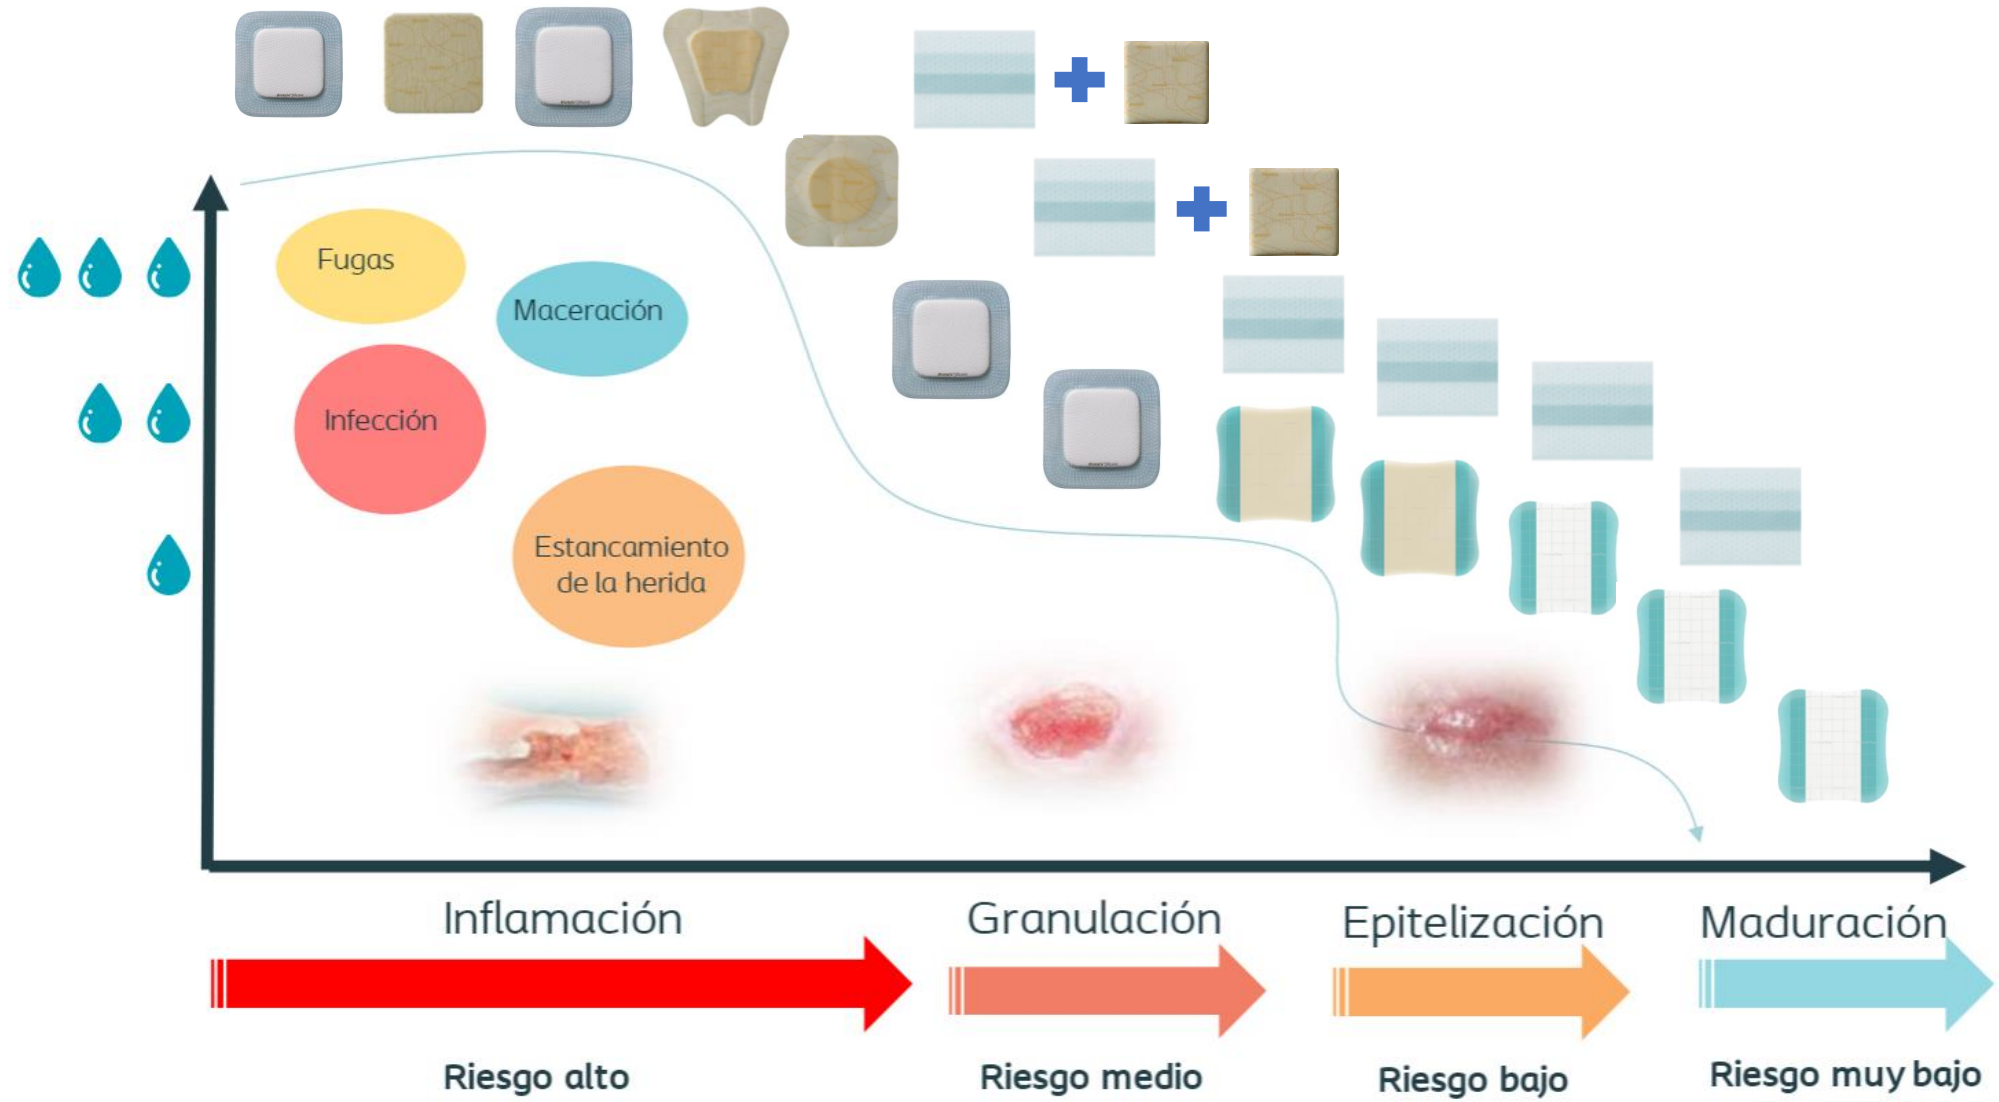 Fugas
Maceración
Infección
Estancamiento
de la herida
Inflamación
Granulación
Epitelización
Maduración
Riesgo alto
Riesgo medio
Riesgo bajo
Riesgo muy bajo